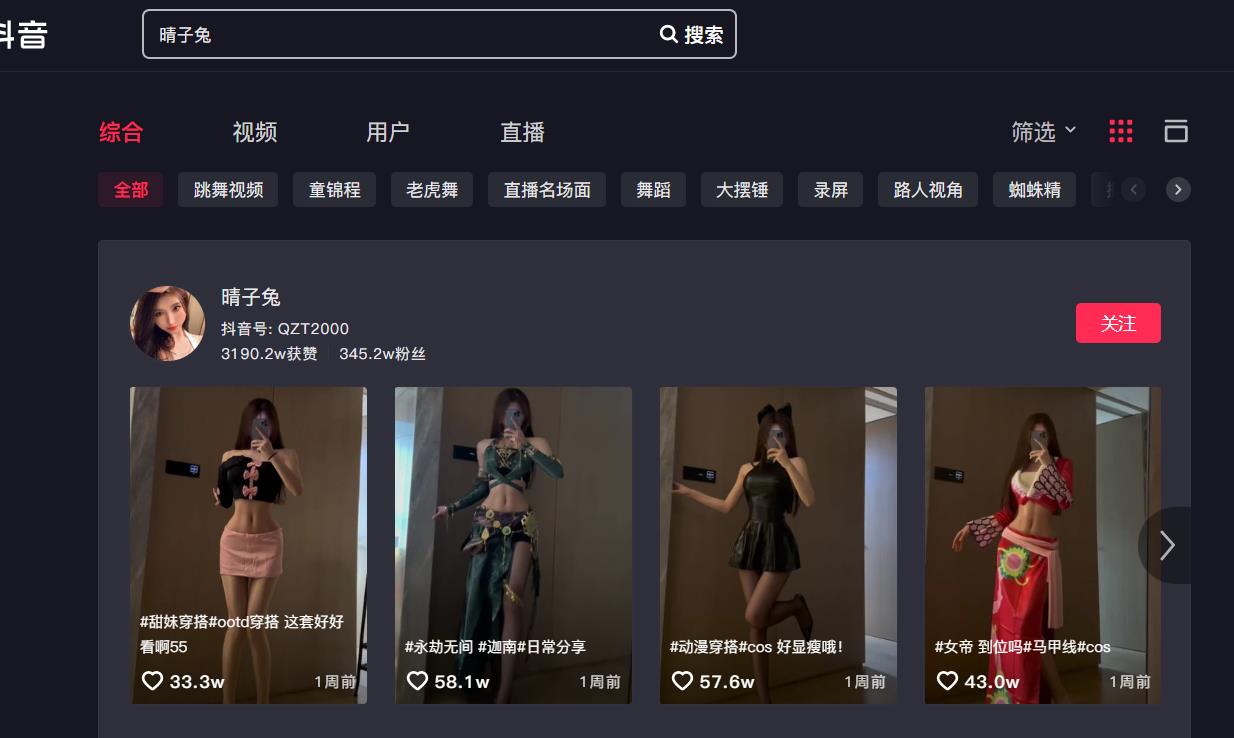 抖音
晴子兔
搜索
综合
视频
用户
直播
筛选
全部
跳舞视频
童锦程
老虎舞
直播名场面
舞蹈
大摆锤
录屏
路人视角
蜘蛛精
晴子兔
抖音号: QZT2000
3190.2w获赞
345.2w粉丝
关注
#甜妹穿搭#ootd穿搭 这套好好
看啊55
33.3w
1周前
#永劫无间 #迦南#日常分享
58.1w
1周前
#动漫穿搭#cos 好显瘦哦!
57.6w
1周前
#女帝 到位吗#马甲线#cos
43.0w
1周前